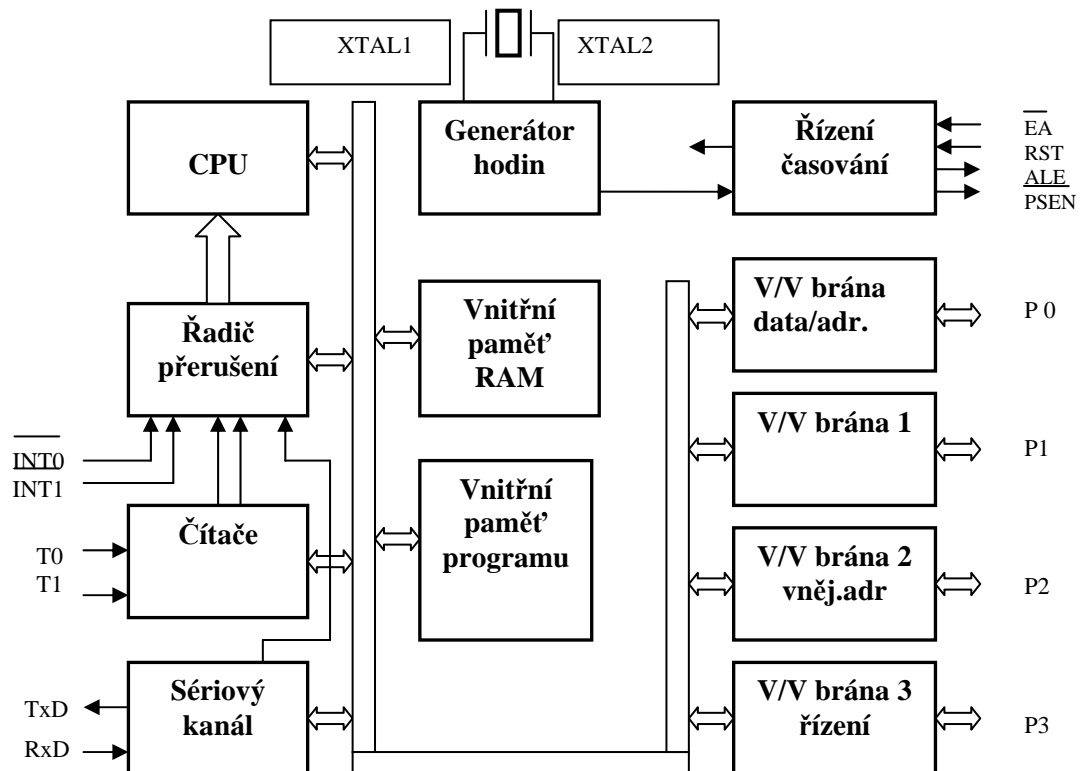 XTAL1
XTAL2
CPU
Generátor
hodin
Řízení
časování
EA
RST
ALE
PSEN
Řadič
přerušení
Vnitřní
paměť
RAM
V/V brána
data/adr.
P 0
INT0
INT1
V/V brána 1
P1
Čítače
T0
T1
Vnitřní
paměť
programu
V/V brána 2
vněj.adr
P2
Sériový
kanál
TxD
RxD
V/V brána 3
řízení
P3